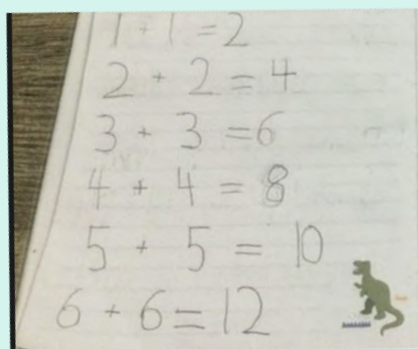 1 + 1 = 2
2 + 2 = 4
3 + 3 = 6
4 + 4 = 8
5 + 5 = 10
6 + 6 = 12